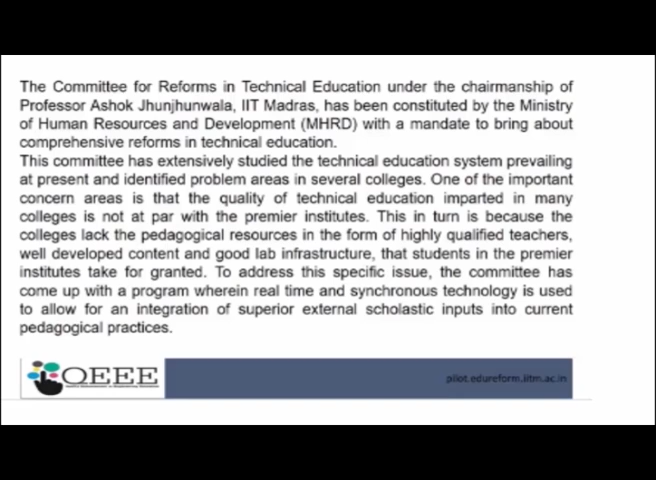 The Committee for Reforms in Technical Education under the chairmanship of
Professor Ashok Jhunjhunwala, IIT Madras, has been constituted by the Ministry
of Human Resources and Development (MHRD) with a mandate to bring about
comprehensive reforms in technical education.
This committee has extensively studied the technical education system prevailing
at present and identified problem areas in several colleges. One of the important
concern areas is that the quality of technical education imparted in many
colleges is not at par with the premier institutes. This in turn is because the
colleges lack the pedagogical resources in the form of highly qualified teachers,
well developed content and good lab infrastructure, that students in the premier
institutes take for granted. To address this specific issue, the committee has
come up with a program wherein real time and synchronous technology is used
to allow for an integration of superior external scholastic inputs into current
pedagogical practices.
QEEE
pilot.edureform.iitm.ac.in